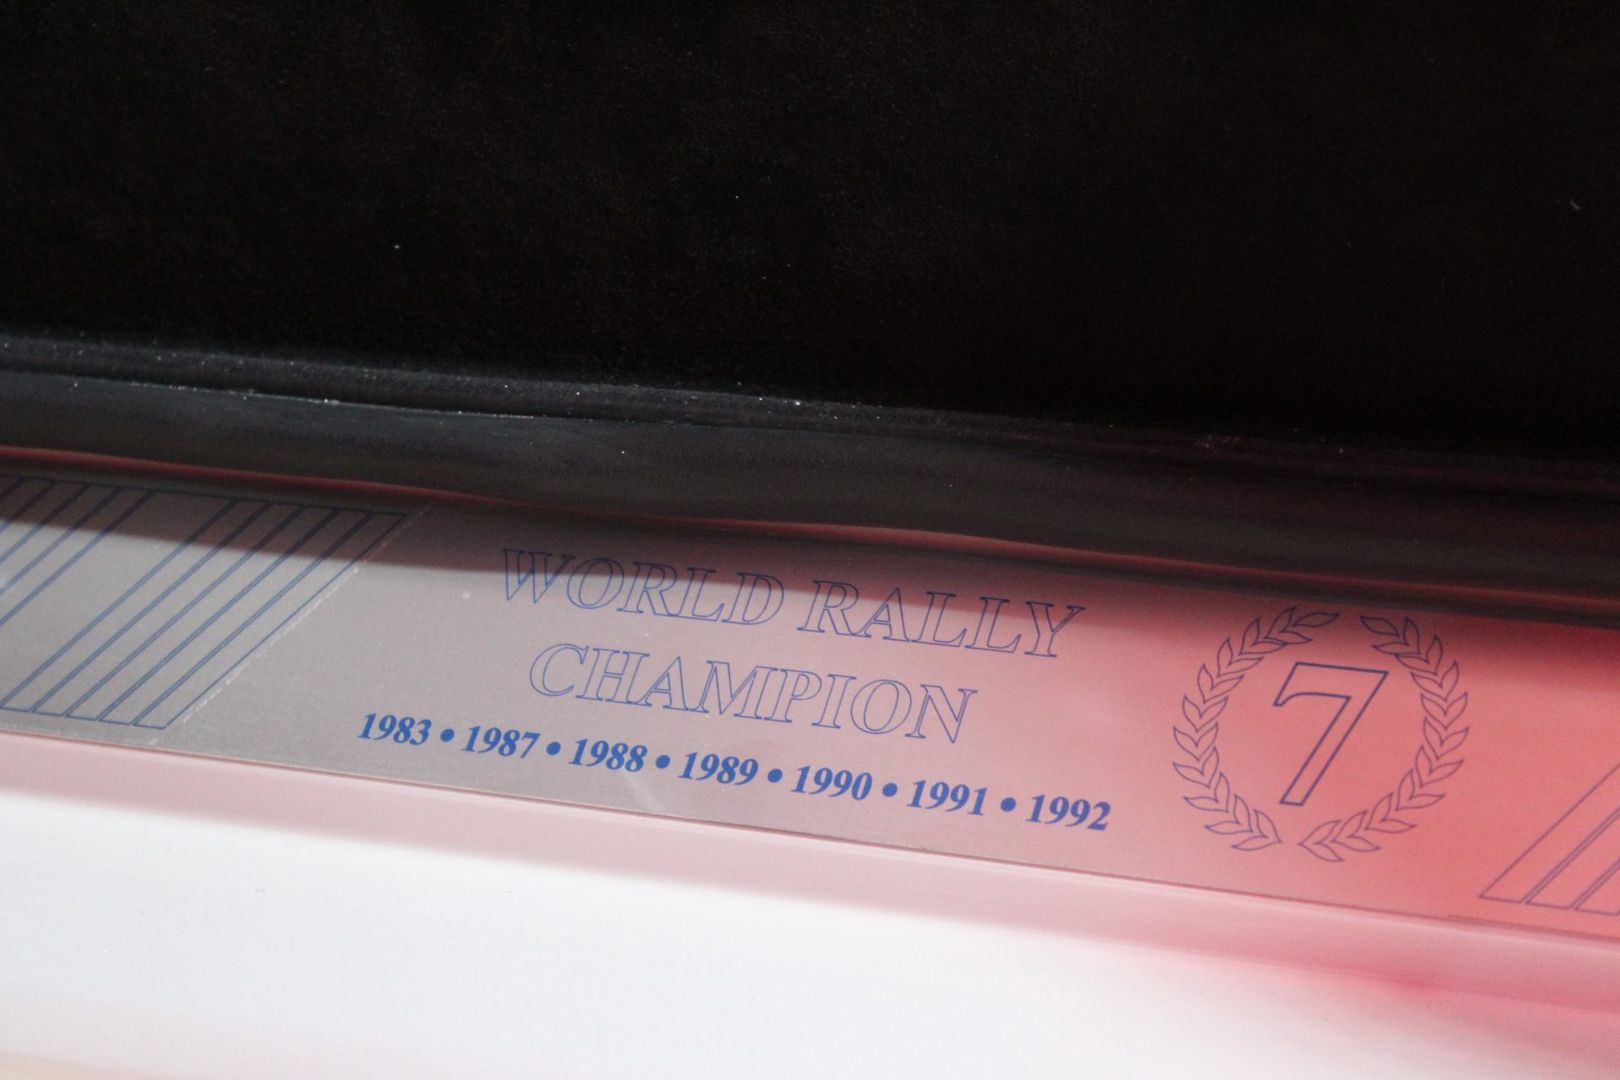 WORLD RALLY
CHAMPION
1983 • 1987 • 1988 • 1989 • 1990 • 1991 • 1992
7